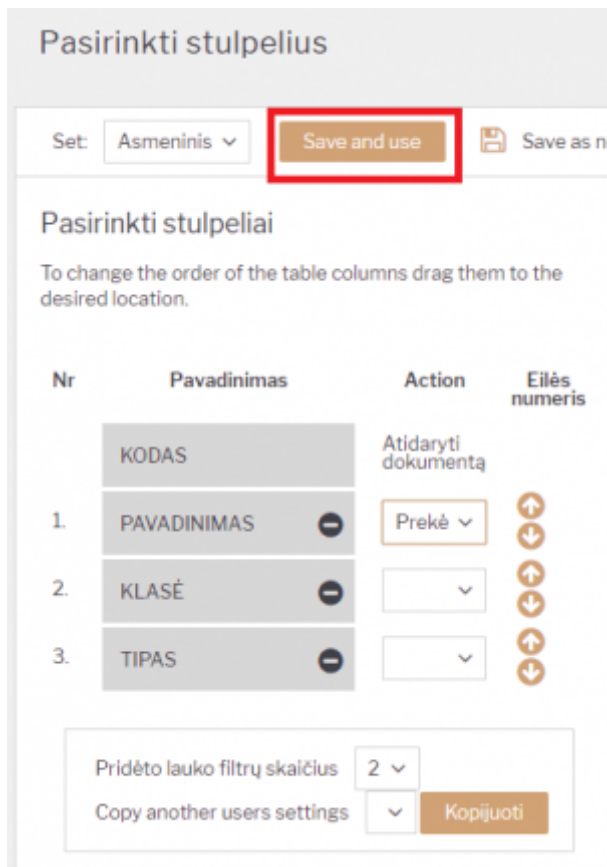 Pasirinkti stulpelius
Set: Asmeninis Save and use Save as n
Pasirinkti stulpeliai
To change the order of the table columns drag them to the
desired location.
Nr Pavadinimas Action Eilės
numeris
KODAS Atidaryti
dokumentą
1. PAVADINIMAS Prekė
2. KLASĖ
3. TIPAS
Pridėto lauko filtrų skaičius 2
Copy another users settings Kopijuoti